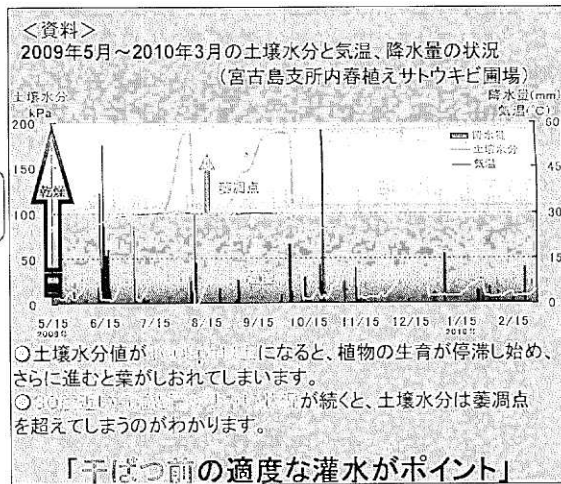 <資料>
2009年5月~2010年3月の土壌水分と気温、降水量の状況
(宮古島支所内春植えサトウキビ圃場)
土壌水分 降水量(mm)
kPa 気温(℃)
200 60
降水量
土壌水分
気温
150 45
乾燥
萎凋点
100 30
50 15
0 0
5/15 6/15 7/15 8/15 9/15 10/15 11/15 12/15 1/15 2/15
2009年 2010年
○土壌水分値が になると、植物の生育が停滞し始め、
さらに進むと葉がしおれてしまいます。
○ が続くと、土壌水分は萎凋点
を超えてしまうのがわかります。
「干ばつ前の適度な灌水がポイント」